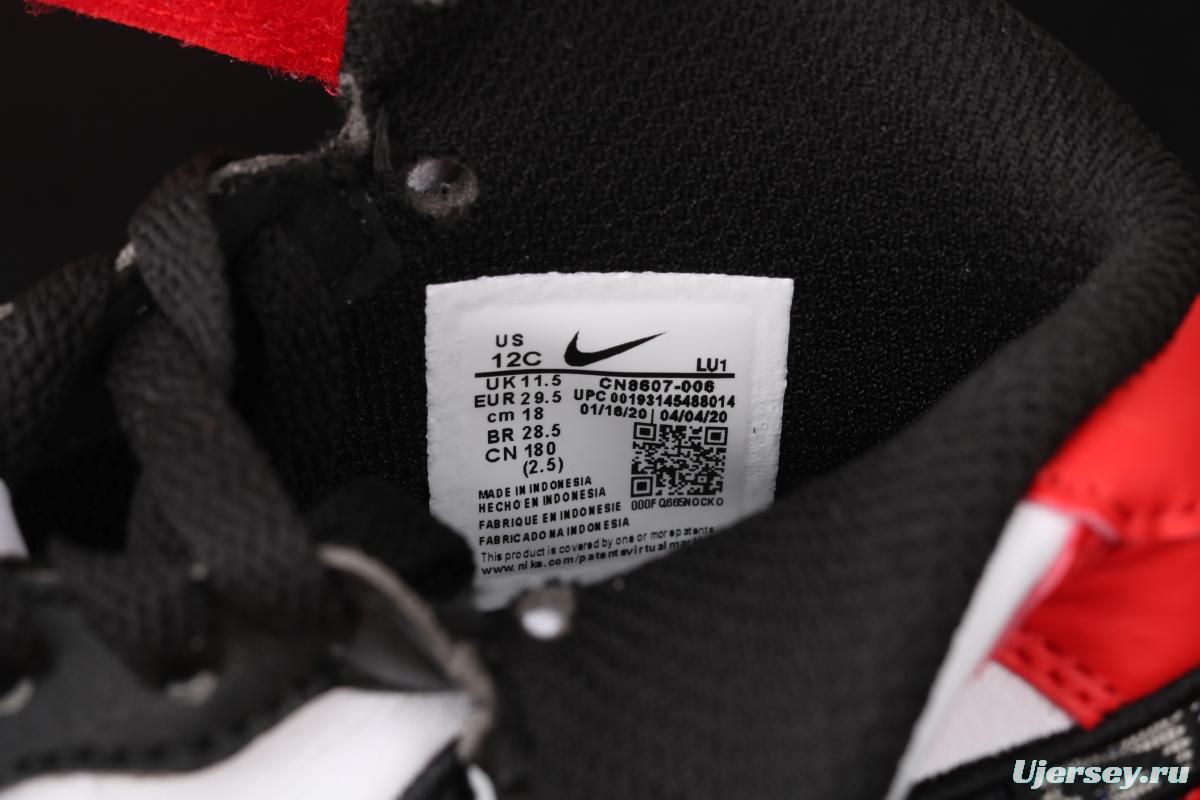 US
12C
LU1
UK 11.5
CN8607-006
EUR 29.5
UPC 00193145488014
cm 18
01/16/20 | 04/04/20
BR 28.5
CN 180
(2.5)
MADE IN INDONESIA
HECHO EN INDONESIA
000FQ665NOCKO
FABRIQUE EN INDONESIE
FABRICADO NA INDONESIA
This product is covered by one or more patents
www.nike.com/patentsvirtual
Ujersey.ru